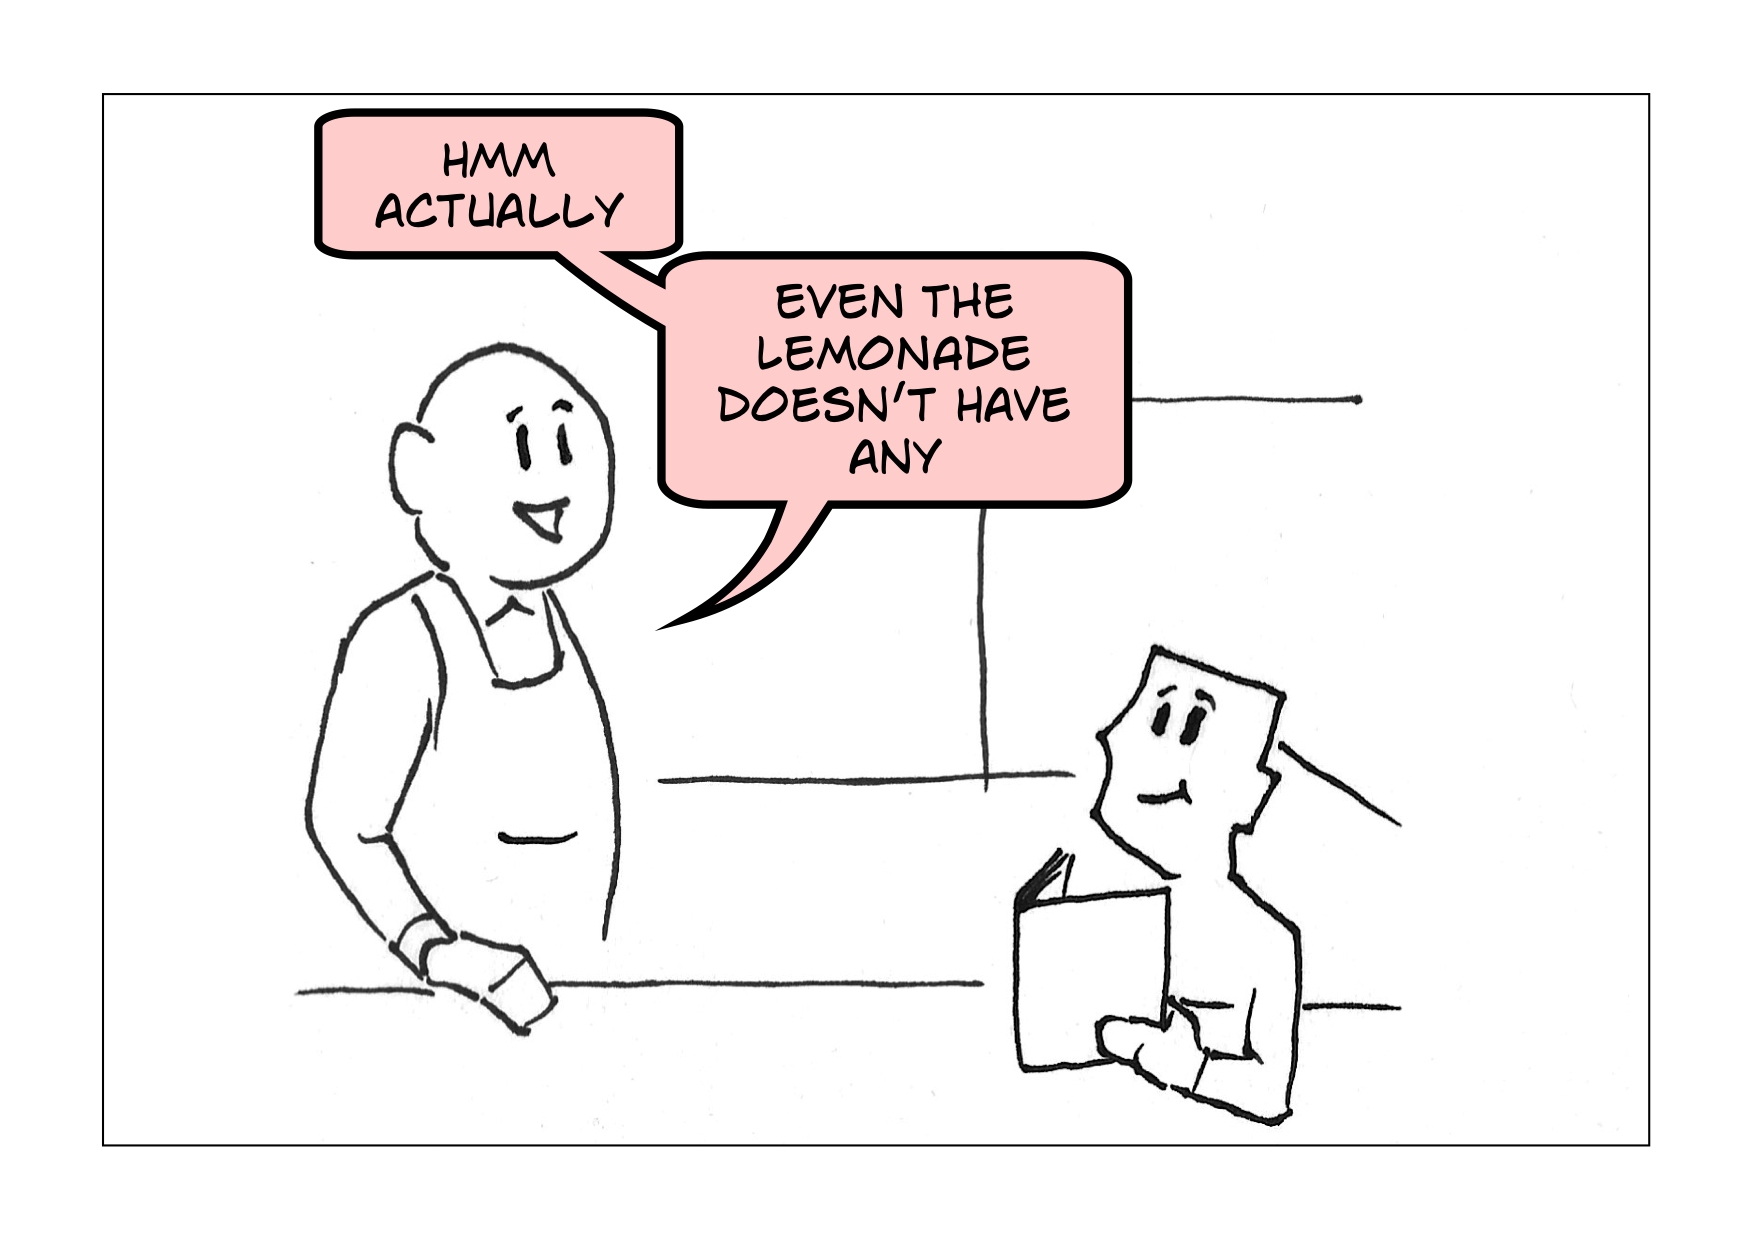 HMM
ACTUALLY
EVEN THE
LEMONADE
DOESN'T HAVE
ANY